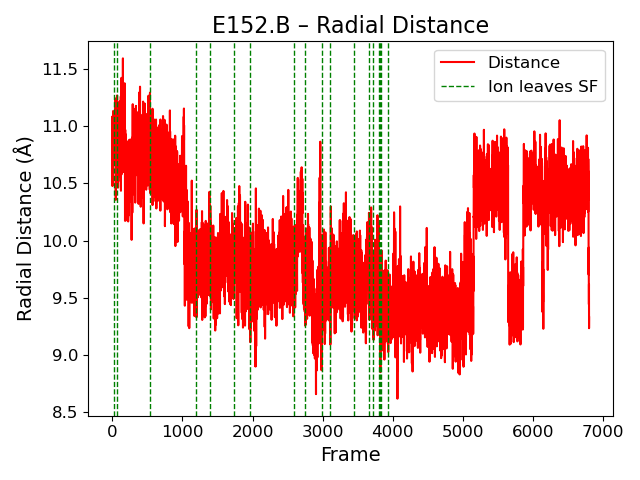 E152.B – Radial Distance
Distance
Ion leaves SF
Radial Distance (Å)
11.5
11.0
10.5
10.0
9.5
9.0
8.5
0 1000 2000 3000 4000 5000 6000 7000
Frame